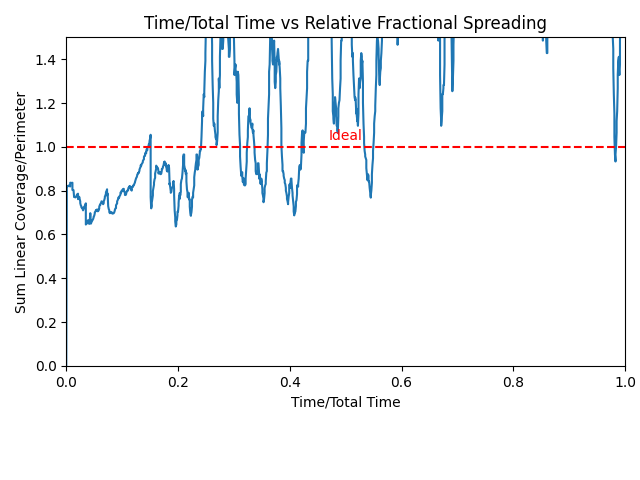 Time/Total Time vs Relative Fractional Spreading
Sum Linear Coverage/Perimeter
1.4
1.2
1.0
0.8
0.6
0.4
0.2
0.0
Ideal
0.0 0.2 0.4 0.6 0.8 1.0
Time/Total Time